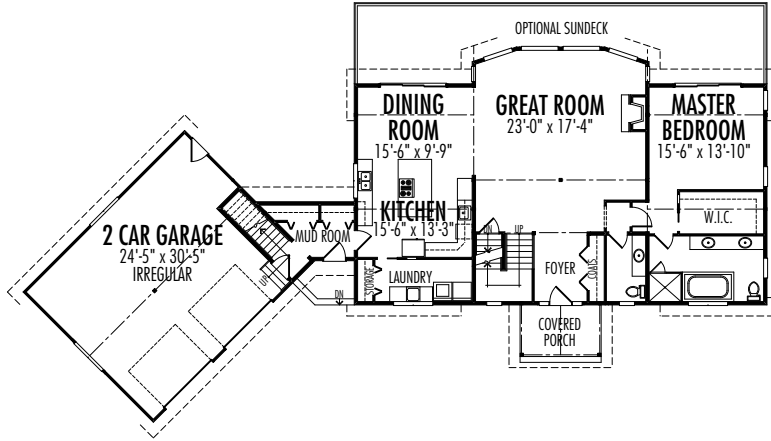 OPTIONAL SUNDECK
DINING
ROOM
15'-6" x 9'-9"
GREAT ROOM
23'-0" x 17'-4"
MASTER
BEDROOM
15'-6" x 13'-10"
KITCHEN
15'-6" x 13'-3"
W.I.C.
2 CAR GARAGE
24'-5" x 30'-5"
IRREGULAR
MUD ROOM
UP
DN
STORAGE
LAUNDRY
DN
UP
FOYER
COATS
COVERED
PORCH